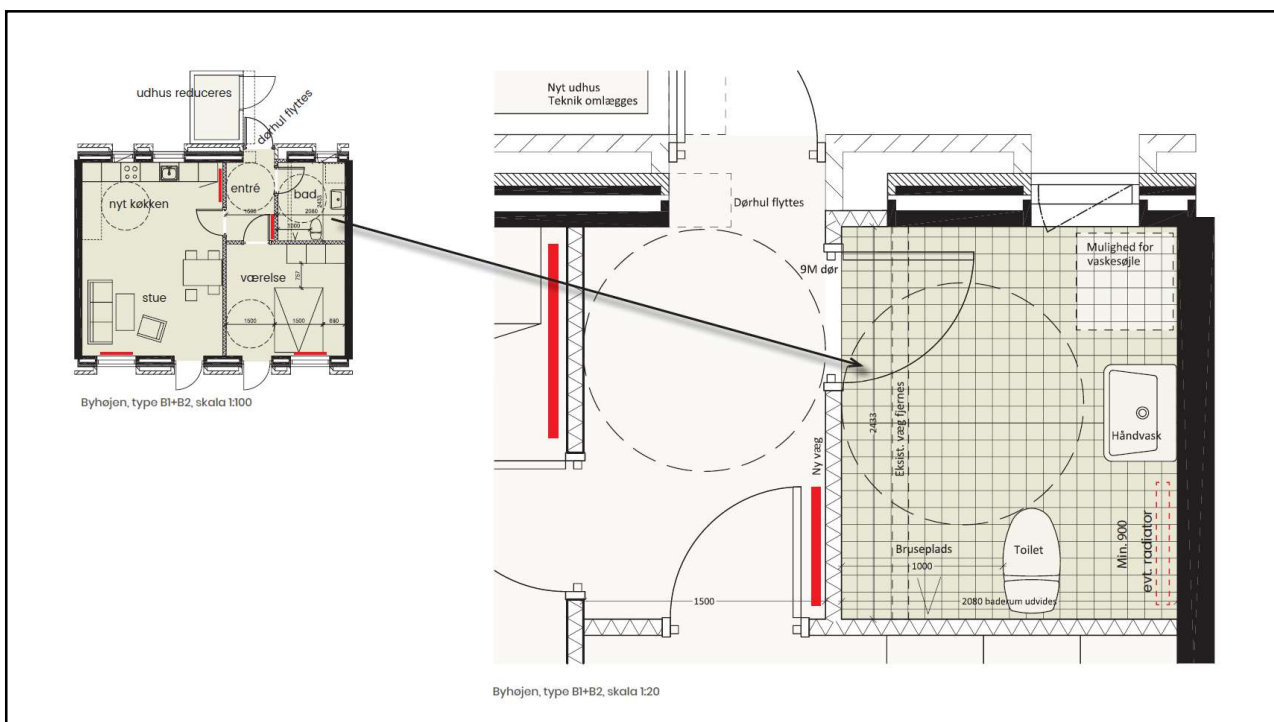 udhus reduceres
dørhul flyttes
nyt køkken
entré
bad
2433
1500
2080
1000
værelse
757
stue
1500
1500
690
Byhøjen, type B1+B2, skala 1:100
Nyt udhus
Teknik omlægges
Dørhul flyttes
9M dør
Mulighed for
vaskesøjle
Håndvask
2433
Eksist. væg fjernes
Ny væg
Bruseplads
1000
Toilet
Min. 900
evt. radiator
1500
2080 baderum udvides
Byhøjen, type B1+B2, skala 1:20